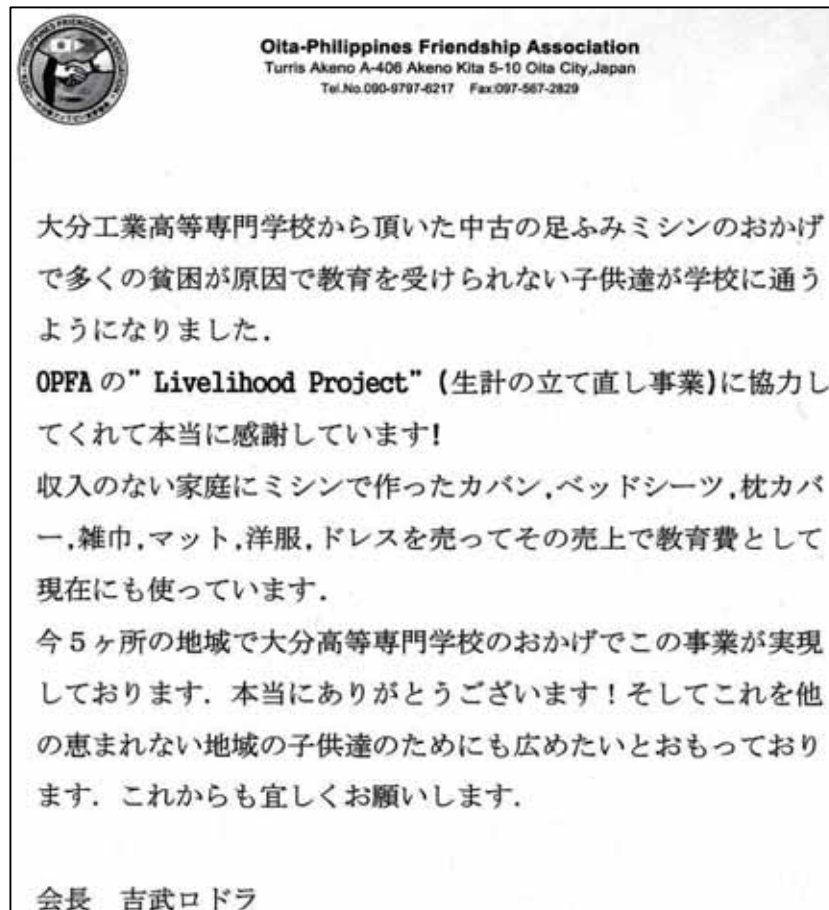 Oita-Philippines Friendship Association
Turris Akeno A-406 Akeno Kita 5-10 Oita City,Japan
Tel.No.090-9797-6217 Fax:097-567-2829
大分工業高等専門学校から頂いた中古の足ふみミシンのおかげ
で多くの貧困が原因で教育を受けられない子供達が学校に通う
ようになりました.
OPFAの”Livelihood Project”(生計の立て直し事業)に協力し
てくれて本当に感謝しています!
収入のない家庭にミシンで作ったカバン,ベッドシーツ,枕カバ
ー,雑巾,マット,洋服,ドレスを売ってその売上で教育費として
現在にも使っています.
今5ヶ所の地域で大分高等専門学校のおかげでこの事業が実現
しております.本当にありがとうございます!そしてこれを他
の恵まれない地域の子供達のためにも広めたいとおもっており
ます.これからも宜しくお願いします.
会長 吉武ロドラ